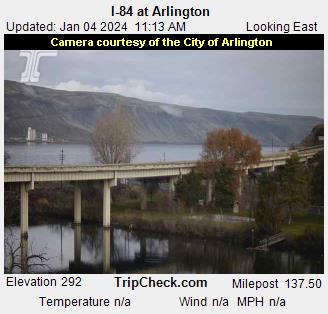 I-84 at Arlington
Updated: Jan 04 2024 11:13 AM Looking East
Camera courtesy of the City of Arlington
Elevation 292 TripCheck.com Milepost 137.50
Temperature n/a Wind n/a MPH n/a